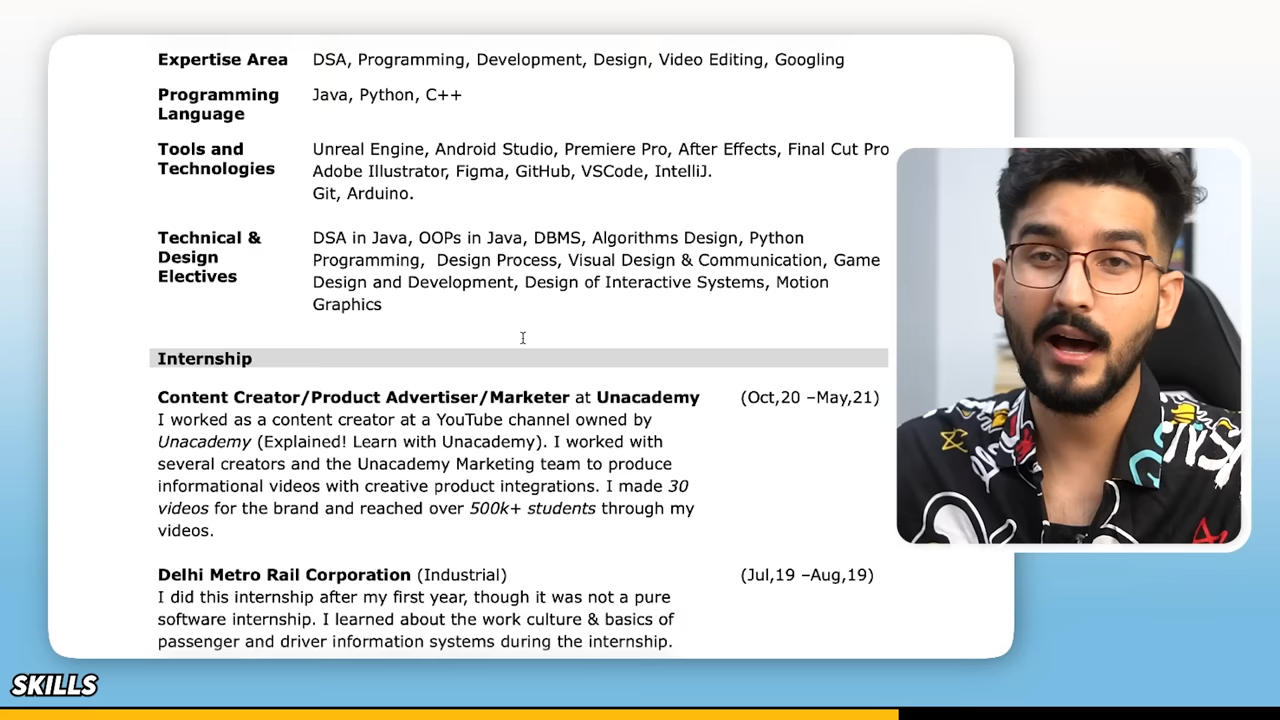 Expertise Area DSA, Programming, Development, Design, Video Editing, Googling
Programming Language Java, Python, C++
Tools and Technologies Unreal Engine, Android Studio, Premiere Pro, After Effects, Final Cut Pro
Adobe Illustrator, Figma, GitHub, VSCode, IntelliJ.
Git, Arduino.
Technical & Design Electives DSA in Java, OOPs in Java, DBMS, Algorithms Design, Python
Programming, Design Process, Visual Design & Communication, Game
Design and Development, Design of Interactive Systems, Motion
Graphics
Internship
Content Creator/Product Advertiser/Marketer at Unacademy (Oct,20 –May,21)
I worked as a content creator at a YouTube channel owned by
Unacademy (Explained! Learn with Unacademy). I worked with
several creators and the Unacademy Marketing team to produce
informational videos with creative product integrations. I made 30
videos for the brand and reached over 500k+ students through my
videos.
Delhi Metro Rail Corporation (Industrial) (Jul,19 –Aug,19)
I did this internship after my first year, though it was not a pure
software internship. I learned about the work culture & basics of
passenger and driver information systems during the internship.
SKILLS